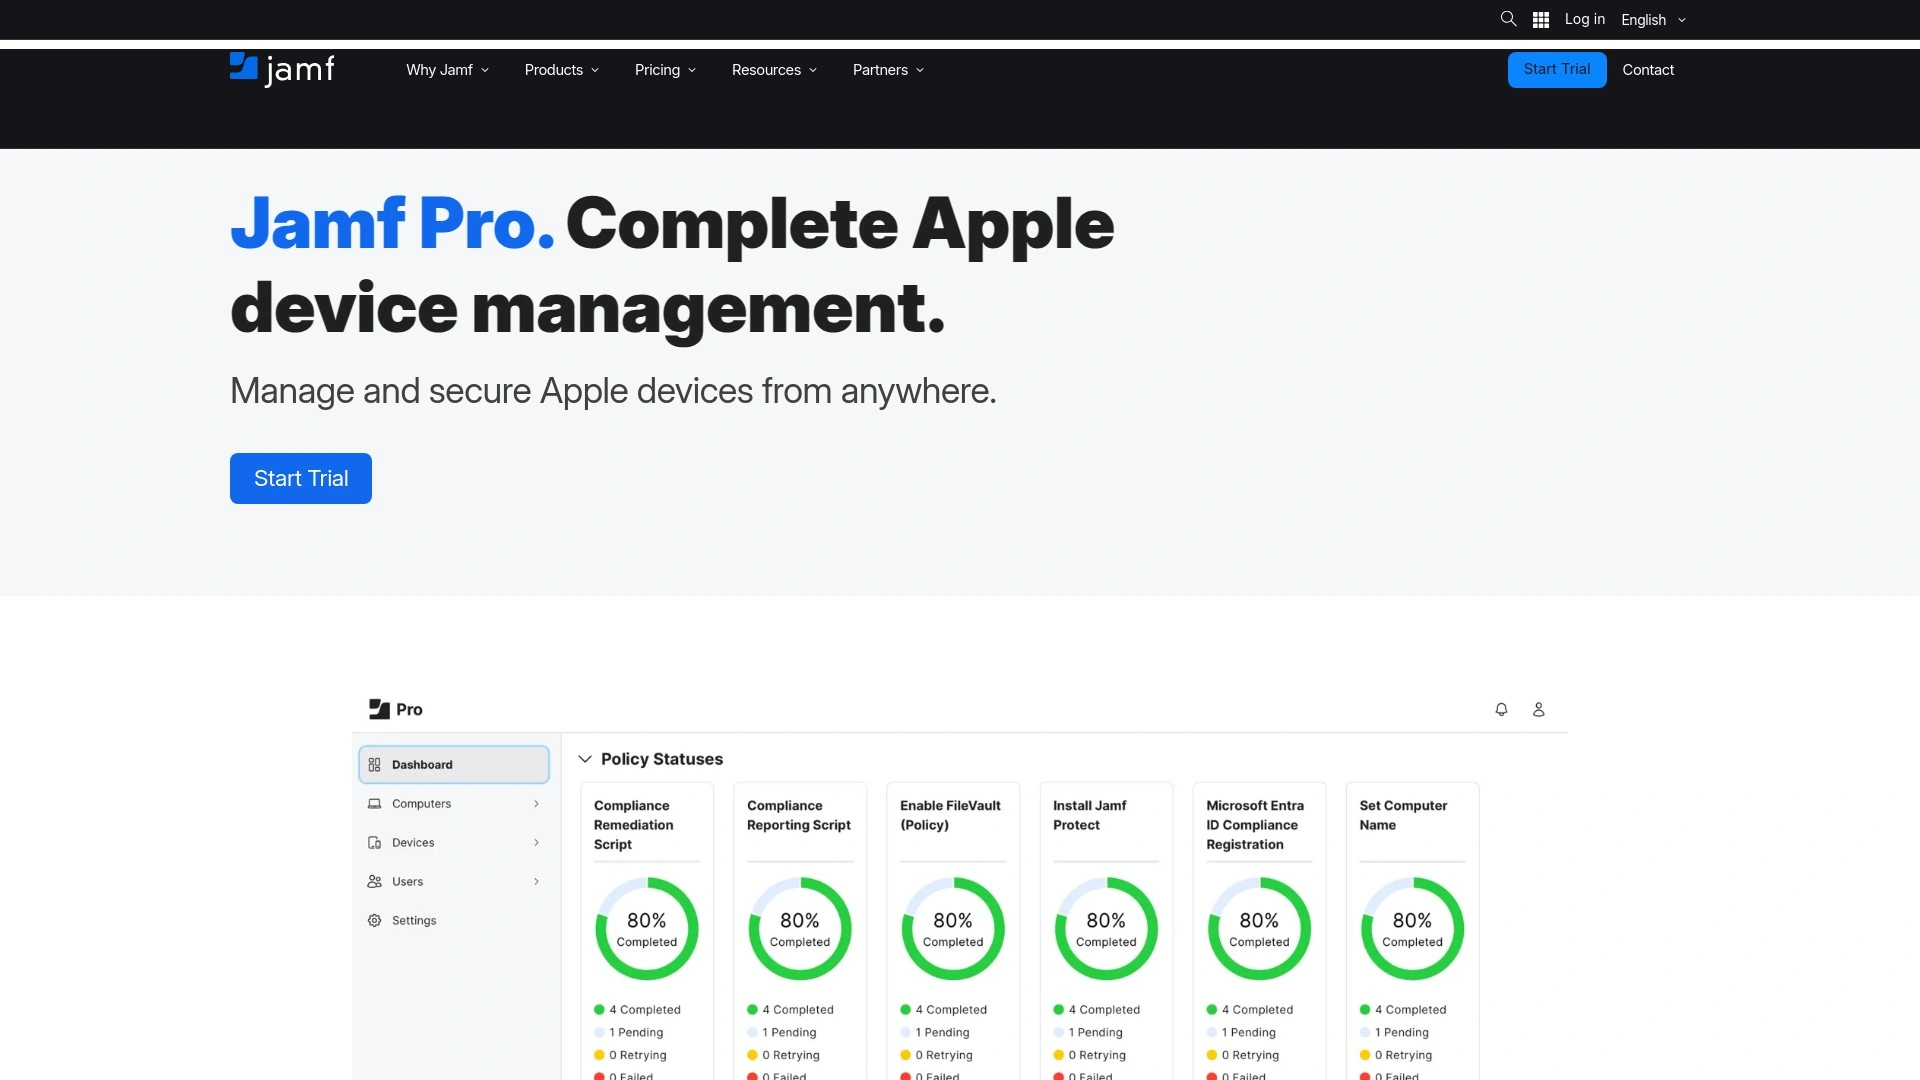 Log in English
jamf Why Jamf Products Pricing Resources Partners Start Trial Contact
Jamf Pro. Complete Apple
device management.
Manage and secure Apple devices from anywhere.
Start Trial
Pro
Dashboard
Computers
Devices
Users
Settings
Policy Statuses
Compliance
Remediation
Script
80%
Completed
4 Completed
1 Pending
0 Retrying
0 Failed
Compliance
Reporting Script
80%
Completed
4 Completed
1 Pending
0 Retrying
0 Failed
Enable FileVault
(Policy)
80%
Completed
4 Completed
1 Pending
0 Retrying
0 Failed
Install Jamf
Protect
80%
Completed
4 Completed
1 Pending
0 Retrying
0 Failed
Microsoft Entra
ID Compliance
Registration
80%
Completed
4 Completed
1 Pending
0 Retrying
0 Failed
Set Computer
Name
80%
Completed
4 Completed
1 Pending
0 Retrying
0 Failed